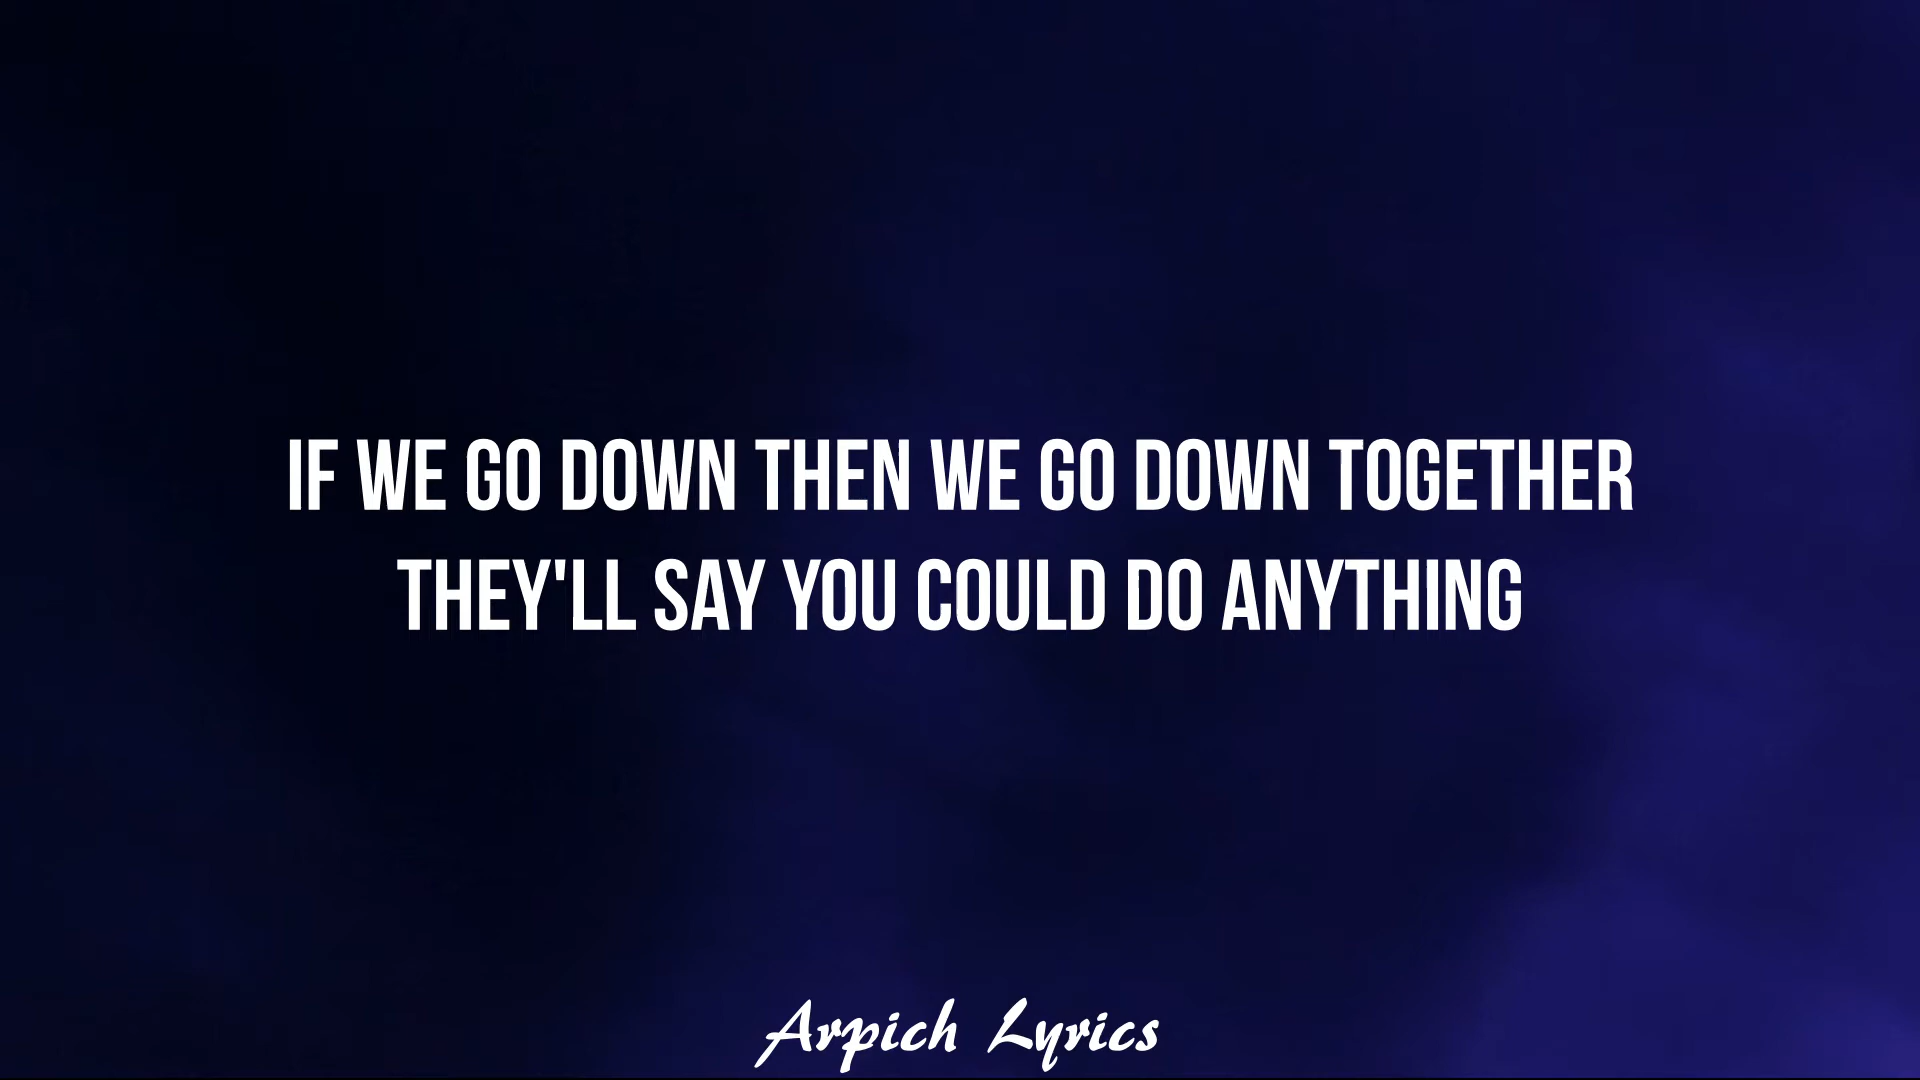 IF WE GO DOWN THEN WE GO DOWN TOGETHER
THEY'LL SAY YOU COULD DO ANYTHING
Arpich Lyrics